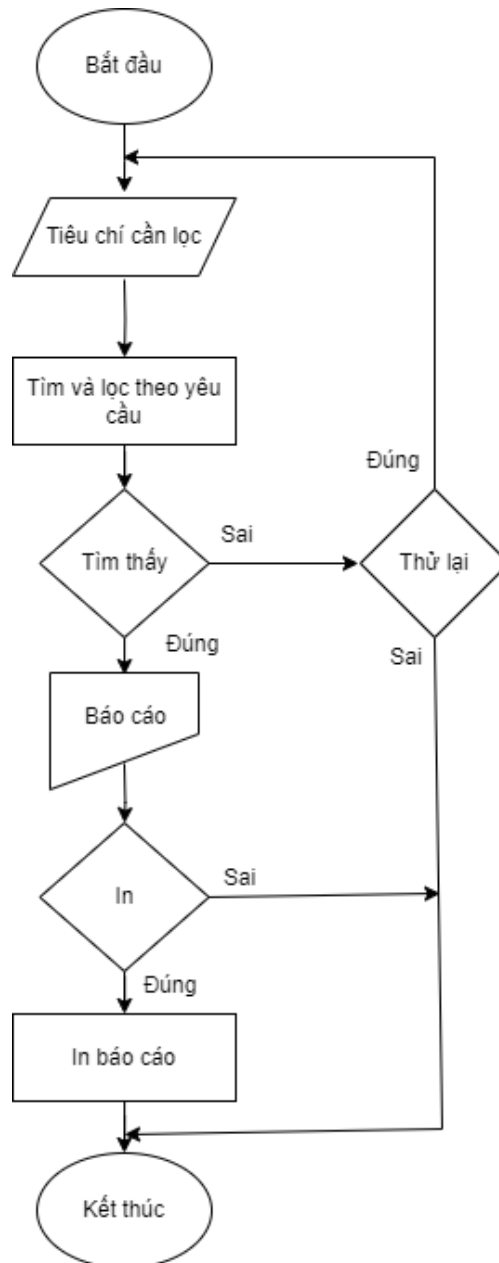 Bắt đầu
Tiêu chí cần lọc
Tìm và lọc theo yêu
cầu
Đúng
Sai
Tìm thấy
Thử lại
Đúng
Sai
Báo cáo
Sai
In
Đúng
In báo cáo
Kết thúc